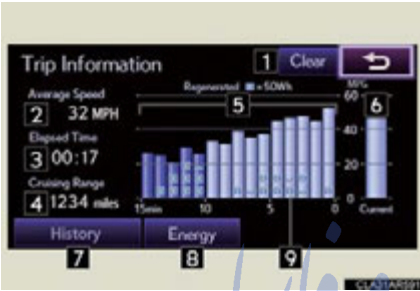 Trip Information
1 Clear
Regenerated = 50Wh
MPG
Average Speed
2 32 MPH
5
60
6
Elapsed Time
3 00:17
40
20
Cruising Range
4 1234 miles
15min 10 5 0
0
Current
History Energy
7 8 9
CLA31AR591